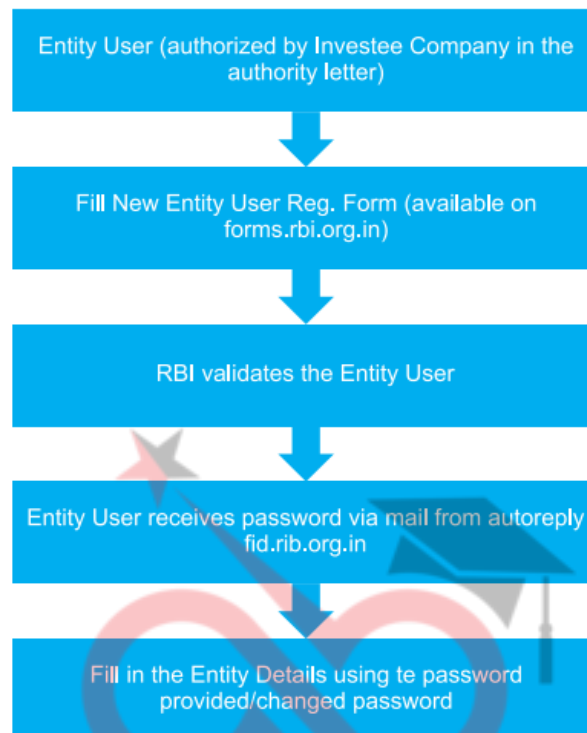 Entity User (authorized by Investee Company in the
authority letter)
Fill New Entity User Reg. Form (available on
forms.rbi.org.in)
RBI validates the Entity User
Entity User receives password via mail from autoreply
fid.rib.org.in
Fill in the Entity Details using te password
provided/changed password